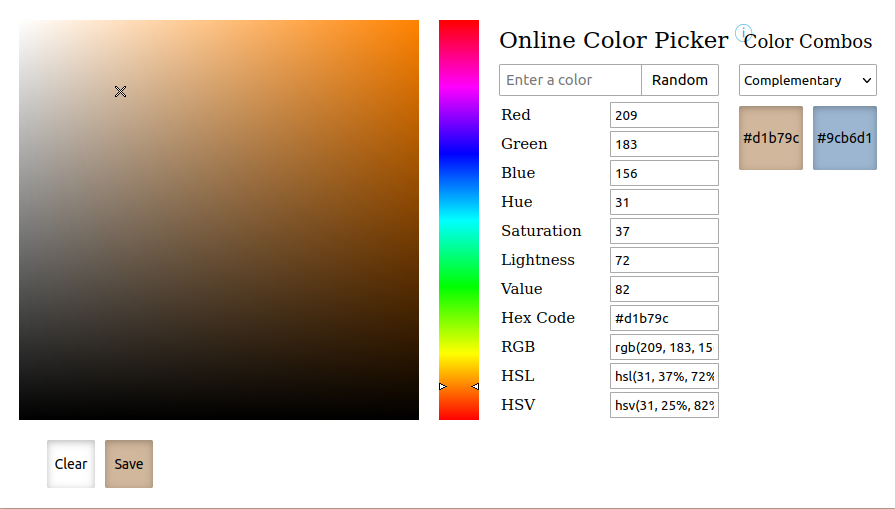 Online Color Picker ⓘ
Color Combos
Enter a color
Random
Complementary
Red 209
Green 183
Blue 156
Hue 31
Saturation 37
Lightness 72
Value 82
Hex Code #d1b79c
RGB rgb(209, 183, 15
HSL hsl(31, 37%, 72%
HSV hsv(31, 25%, 82%
#d1b79c
#9cb6d1
Clear
Save